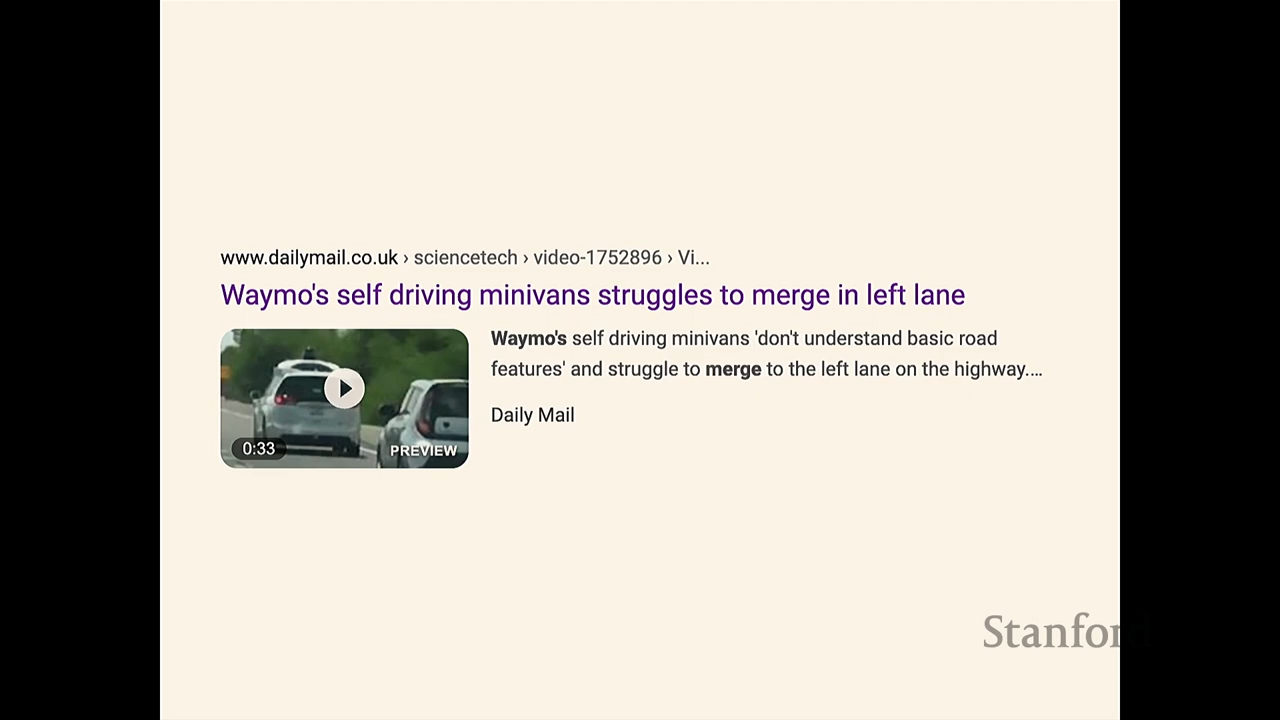 www.dailymail.co.uk › sciencetech › video-1752896 › Vi...
Waymo's self driving minivans struggles to merge in left lane
Waymo's self driving minivans 'don't understand basic road
features' and struggle to merge to the left lane on the highway....
Daily Mail
0:33
PREVIEW
Stanford